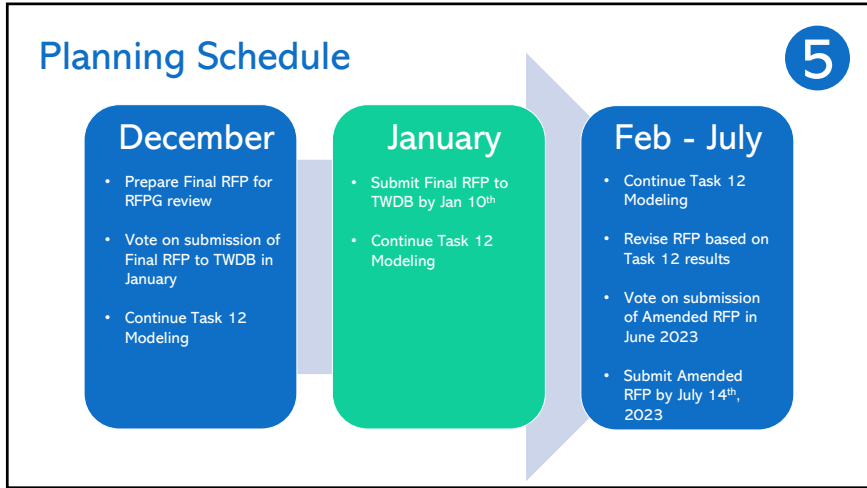 Planning Schedule
5
December
• Prepare Final RFP for
RFPG review
• Vote on submission of
Final RFP to TWDB in
January
• Continue Task 12
Modeling
January
• Submit Final RFP to
TWDB by Jan 10th
• Continue Task 12
Modeling
Feb - July
• Continue Task 12
Modeling
• Revise RFP based on
Task 12 results
• Vote on submission
of Amended RFP in
June 2023
• Submit Amended
RFP by July 14th,
2023